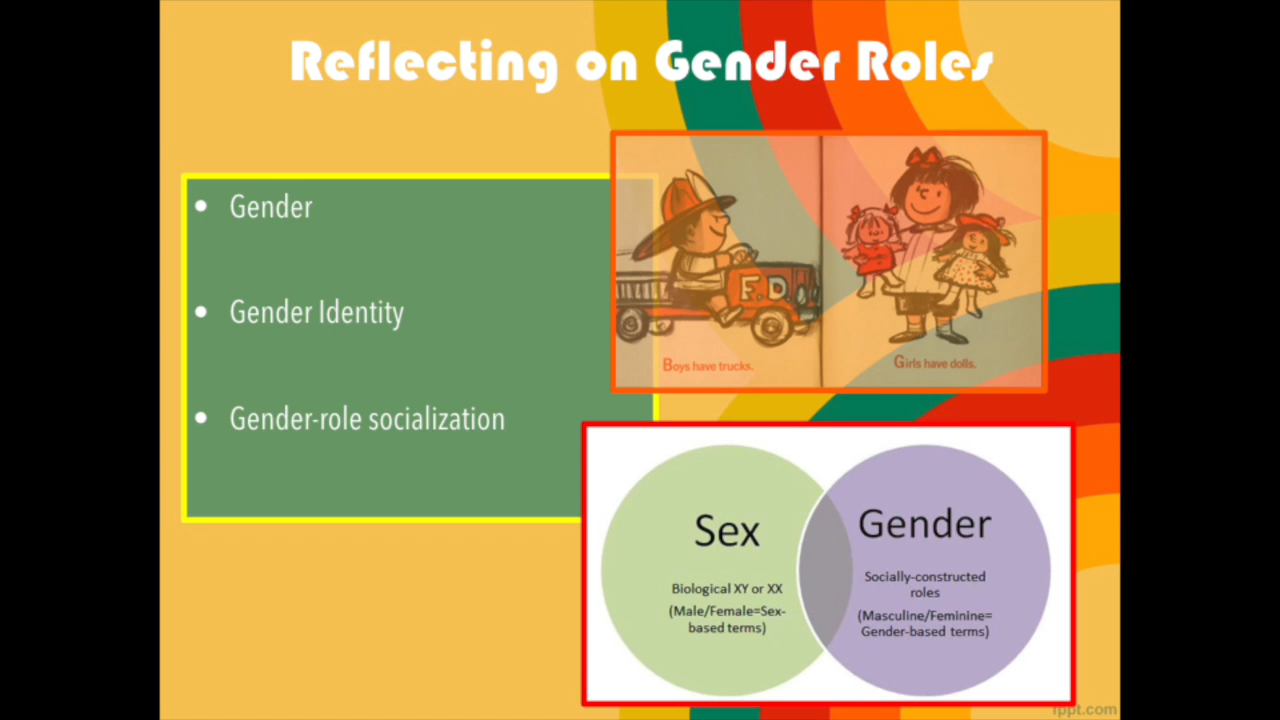 Reflecting on Gender Roles
• Gender
• Gender Identity
• Gender-role socialization
F.D
Boys have trucks.
Girls have dolls.
Sex
Biological XY or XX
(Male/Female=Sex-
based terms)
Gender
Socially-constructed
roles
(Masculine/Feminine=
Gender-based terms)
fppt.com